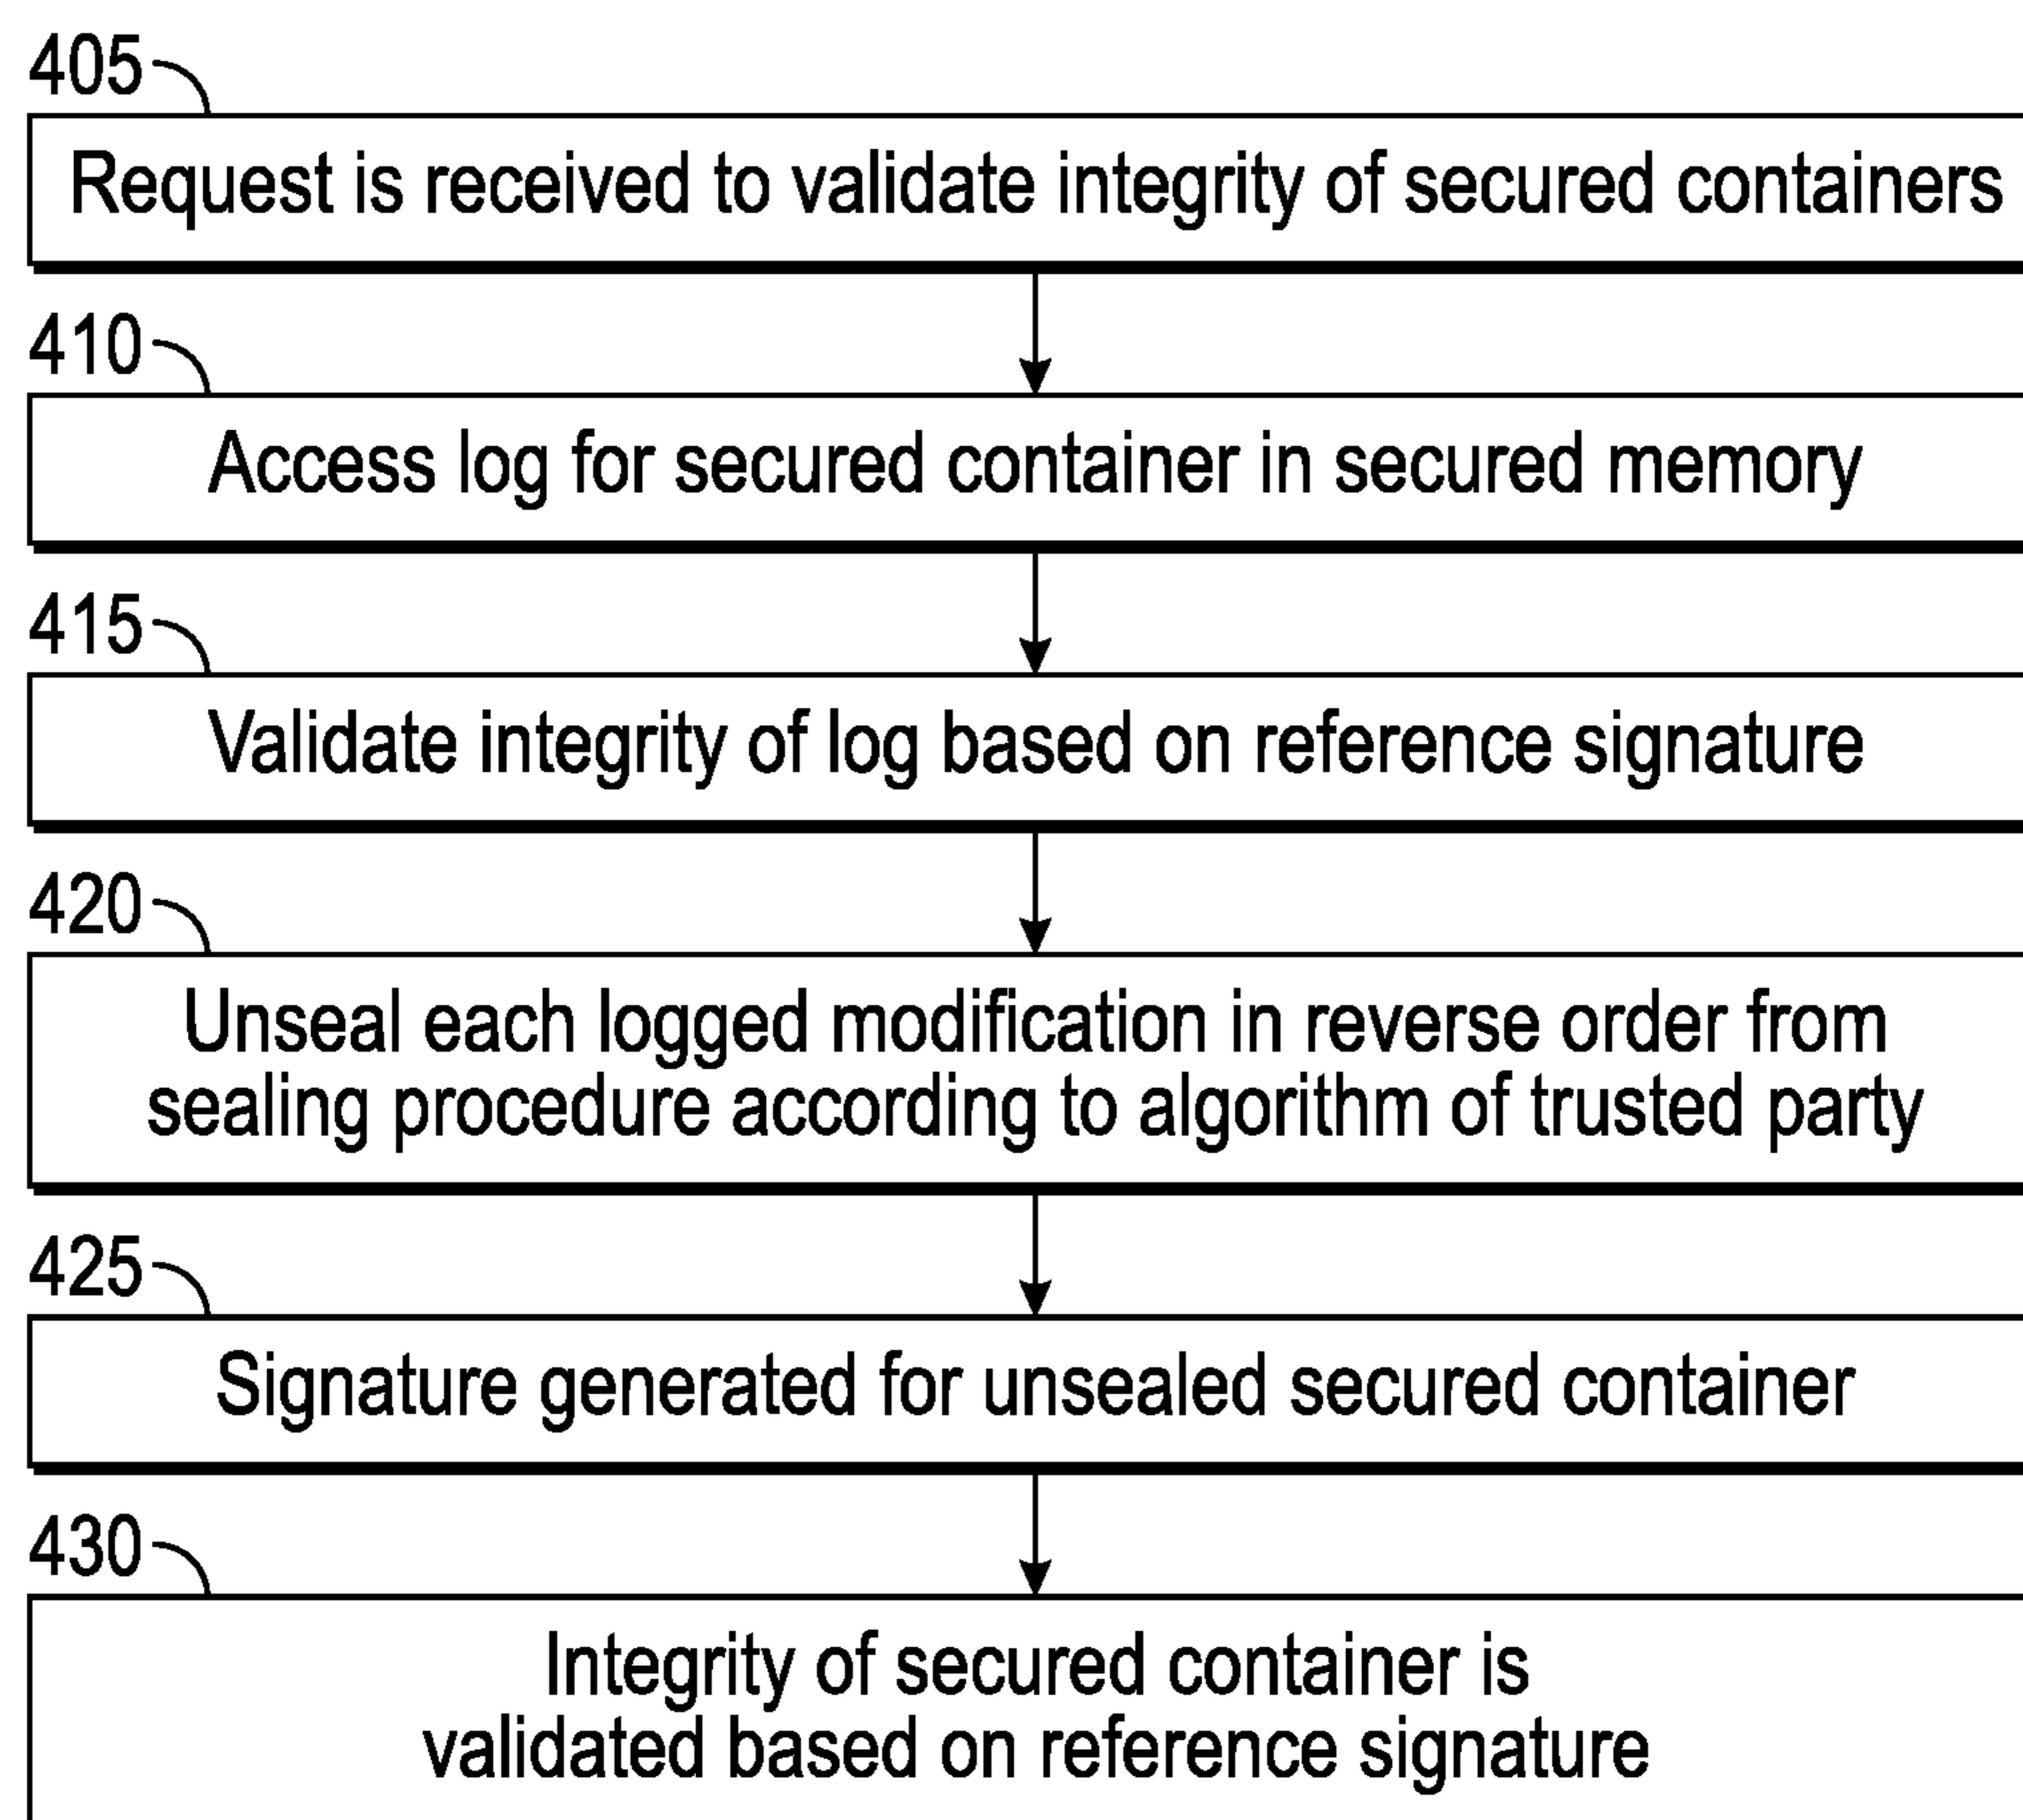 405
Request is received to validate integrity of secured containers
410
Access log for secured container in secured memory
415
Validate integrity of log based on reference signature
420
Unseal each logged modification in reverse order from
sealing procedure according to algorithm of trusted party
425
Signature generated for unsealed secured container
430
Integrity of secured container is
validated based on reference signature